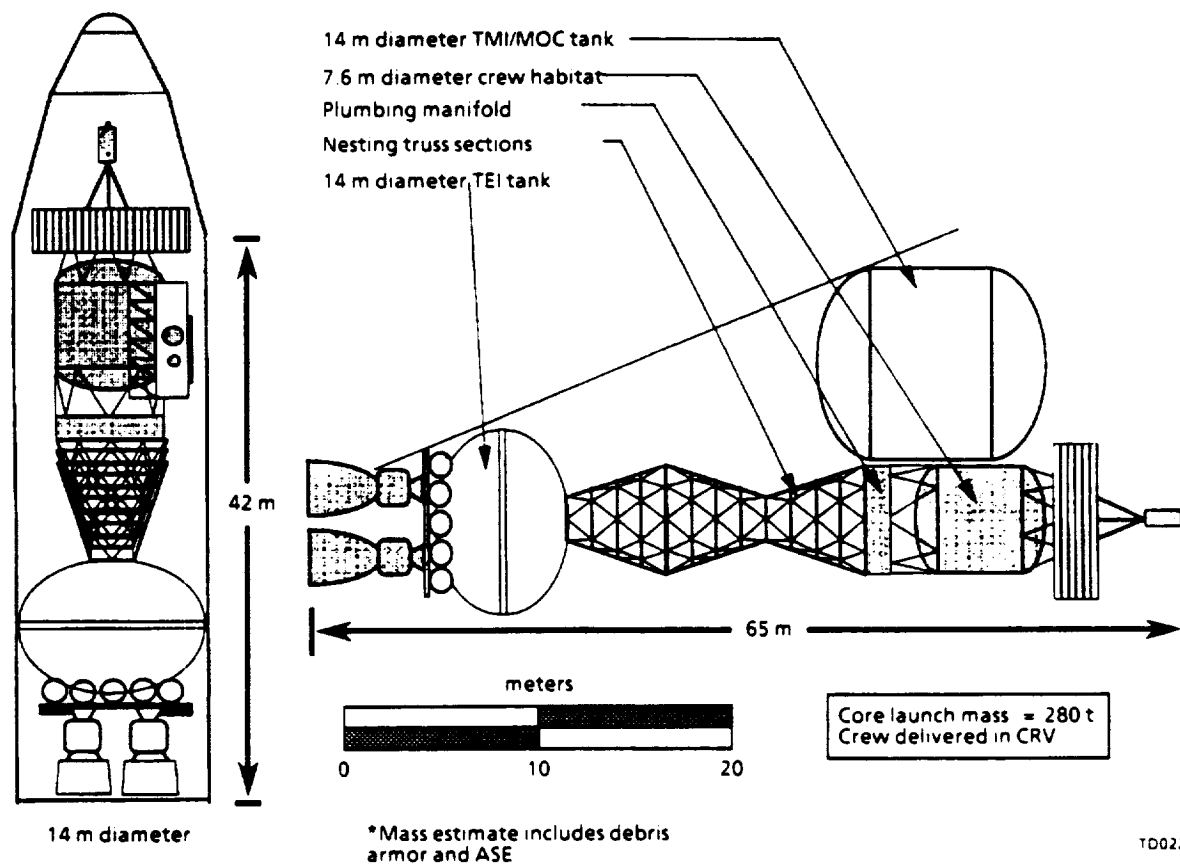 14 m diameter TMI/MOC tank
7.6 m diameter crew habitat
Plumbing manifold
Nesting truss sections
14 m diameter TEI tank
42 m
65 m
meters
0 10 20
Core launch mass = 280 t
Crew delivered in CRV
14 m diameter
*Mass estimate includes debris
armor and ASE